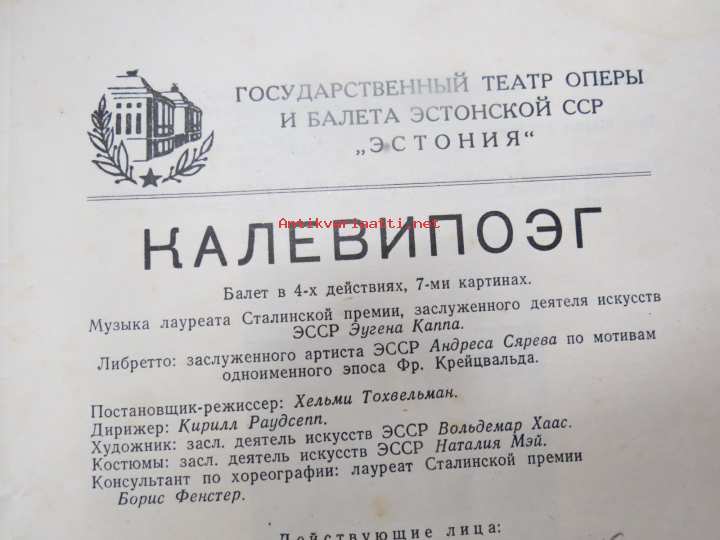 ГОСУДАРСТВЕННЫЙ ТЕАТР ОПЕРЫ
И БАЛЕТА ЭСТОНСКОЙ ССР
„ЭСТОНИЯ“
Antikvariaatti.net
КАЛЕВИПОЭГ
Балет в 4-х действиях, 7-ми картинах.
Музыка лауреата Сталинской премии, заслуженного деятеля искусств
ЭССР Эугена Каппа.
Либретто: заслуженного артиста ЭССР Андреса Сярева по мотивам
одноименного эпоса Фр. Крейцвальда.
Постановщик-режиссер: Хельми Тохвельман.
Дирижер: Кирилл Раудсепп.
Художник: засл. деятель искусств ЭССР Вольдемар Хаас.
Костюмы: засл. деятель искусств ЭССР Наталия Мэй.
Консультант по хореографии: лауреат Сталинской премии
Борис Фенстер.
Действующие лица: